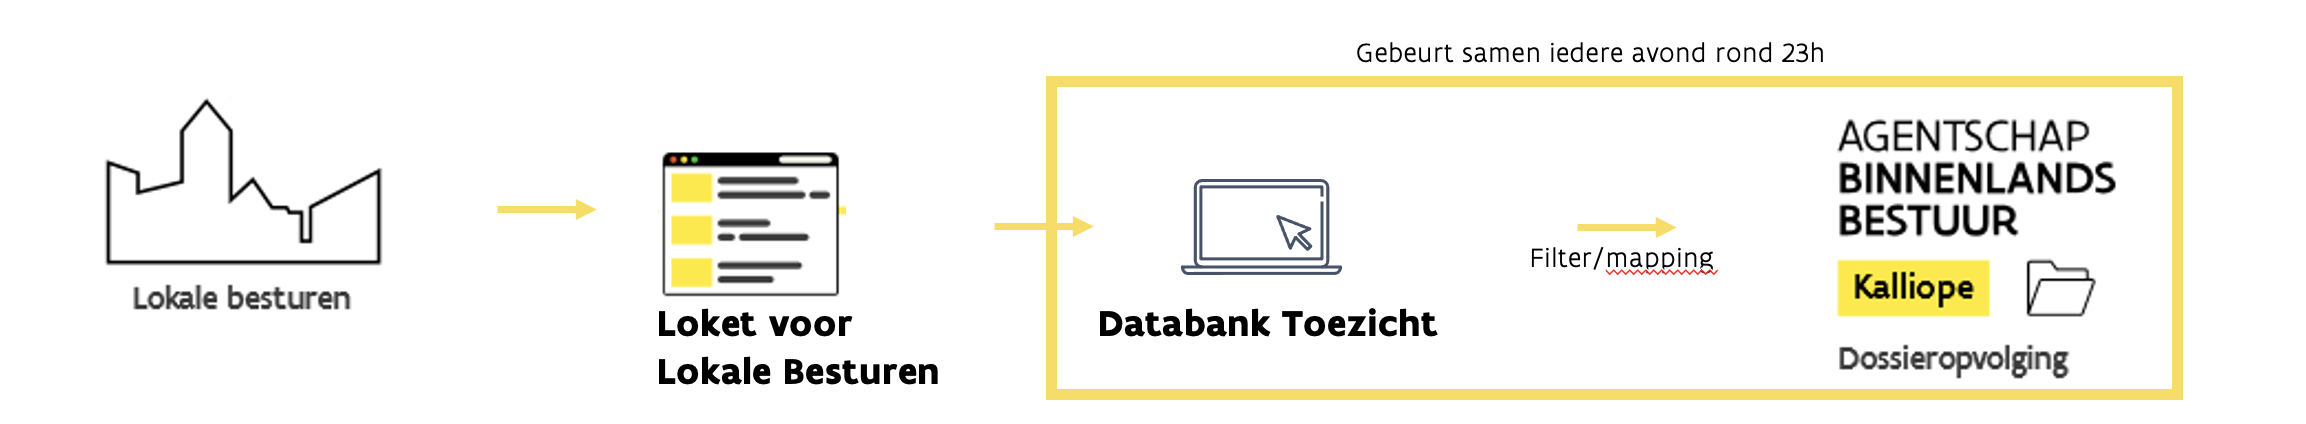 Gebeurt samen iedere avond rond 23h
Lokale besturen
Loket voor
Lokale Besturen
Databank Toezicht
Filter/mapping
AGENTSCHAP
BINNENLANDS
BESTUUR
Kalliope
Dossieropvolging